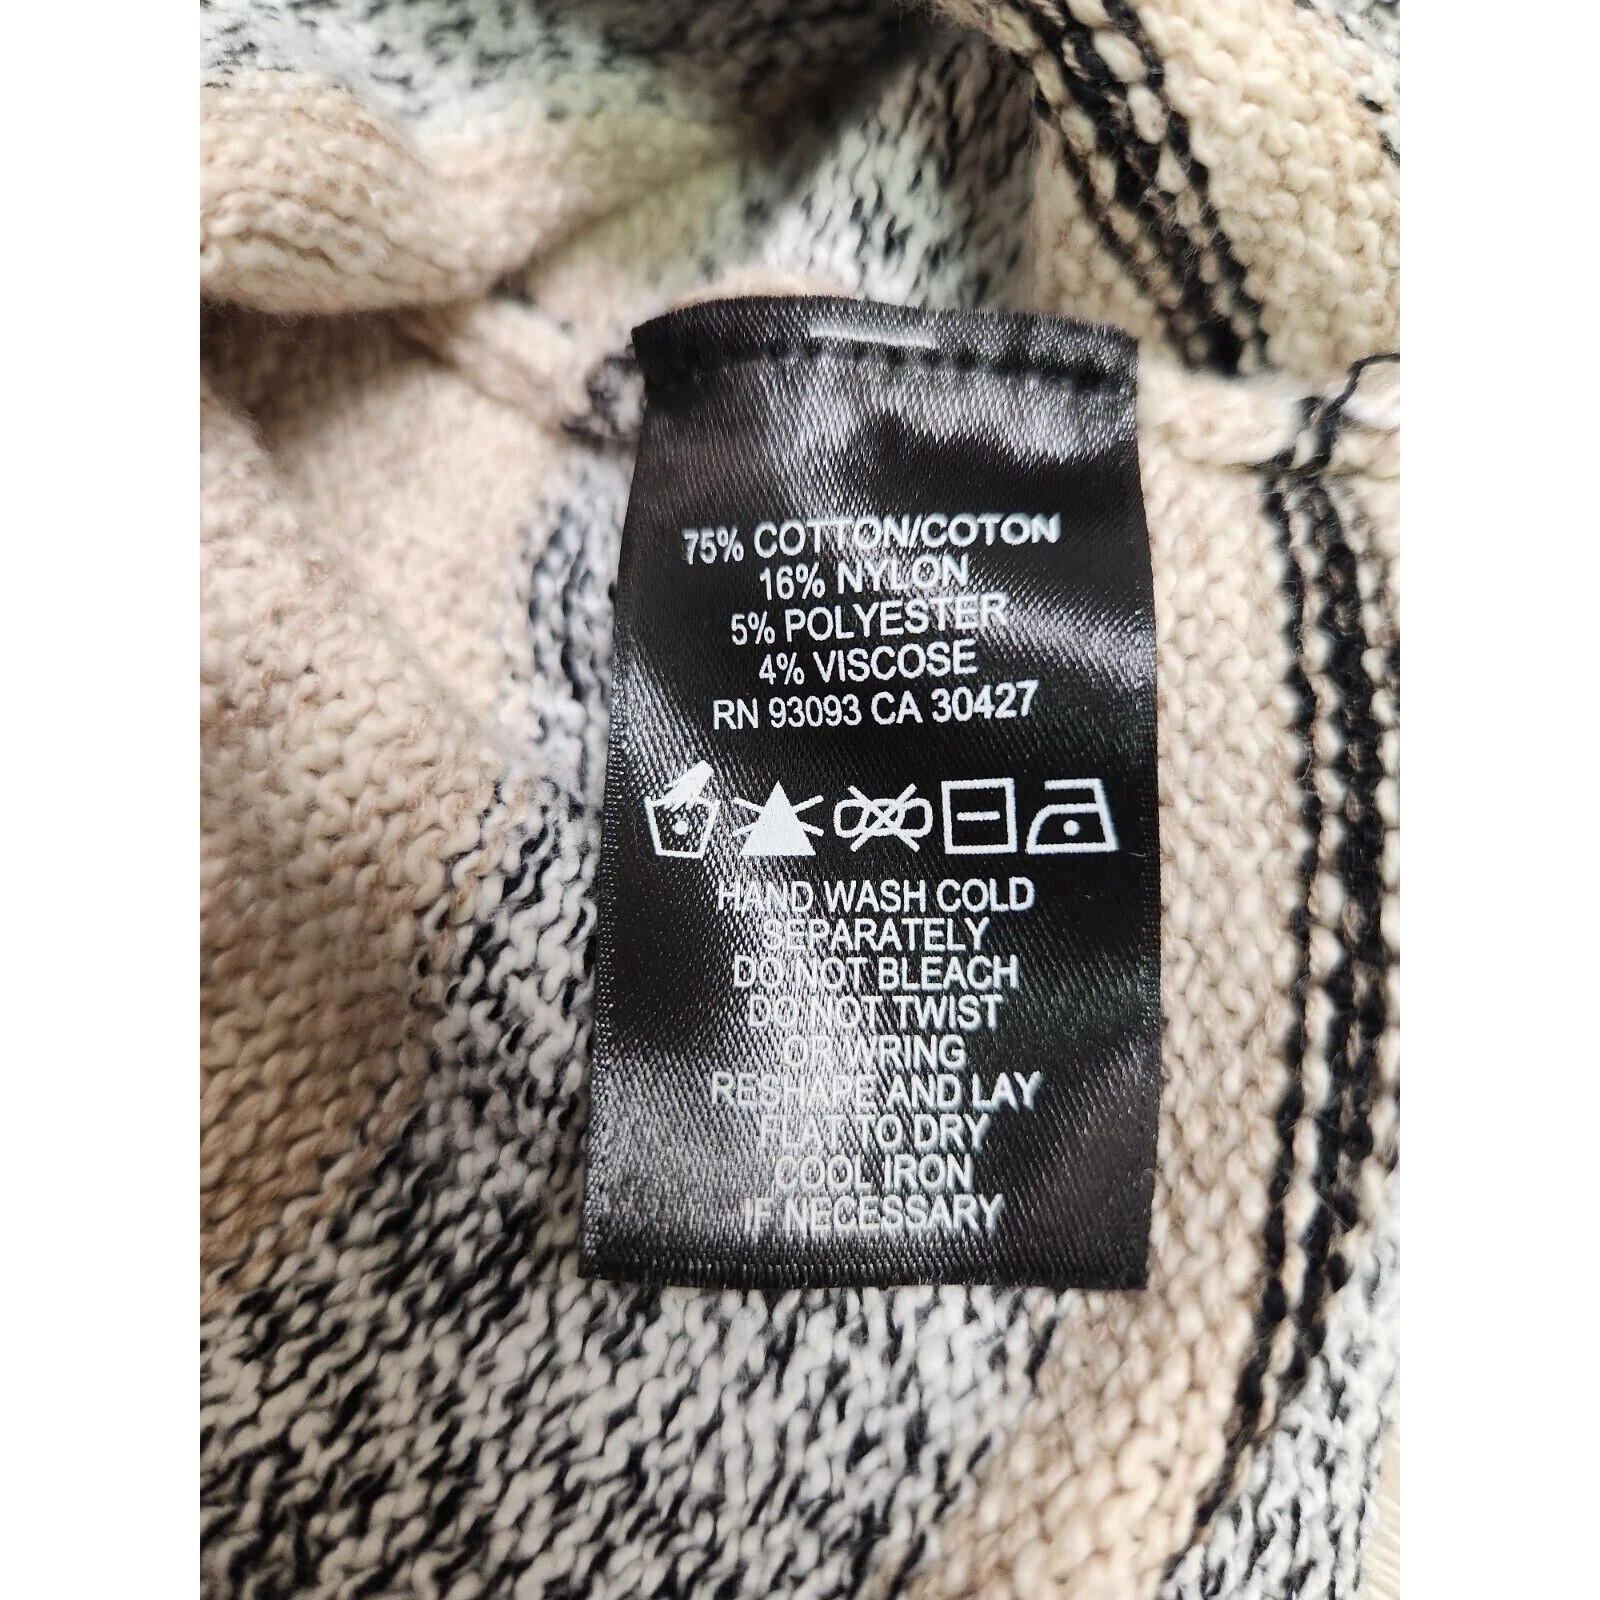 75% COTTON/COTON
16% NYLON
5% POLYESTER
4% VISCOSE
RN 93093 CA 30427
HAND WASH COLD
SEPARATELY
DO NOT BLEACH
DO NOT TWIST
OR WRING
RESHAPE AND LAY
FLAT TO DRY
COOL IRON
IF NECESSARY